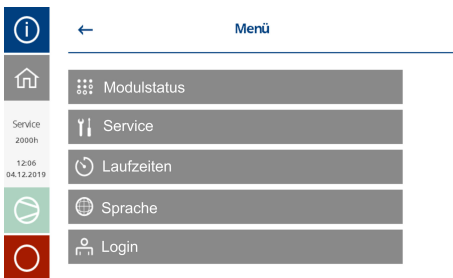 Menü
Modulstatus
Service
Laufzeiten
Sprache
Login
Service
2000h
12:06
04.12.2019